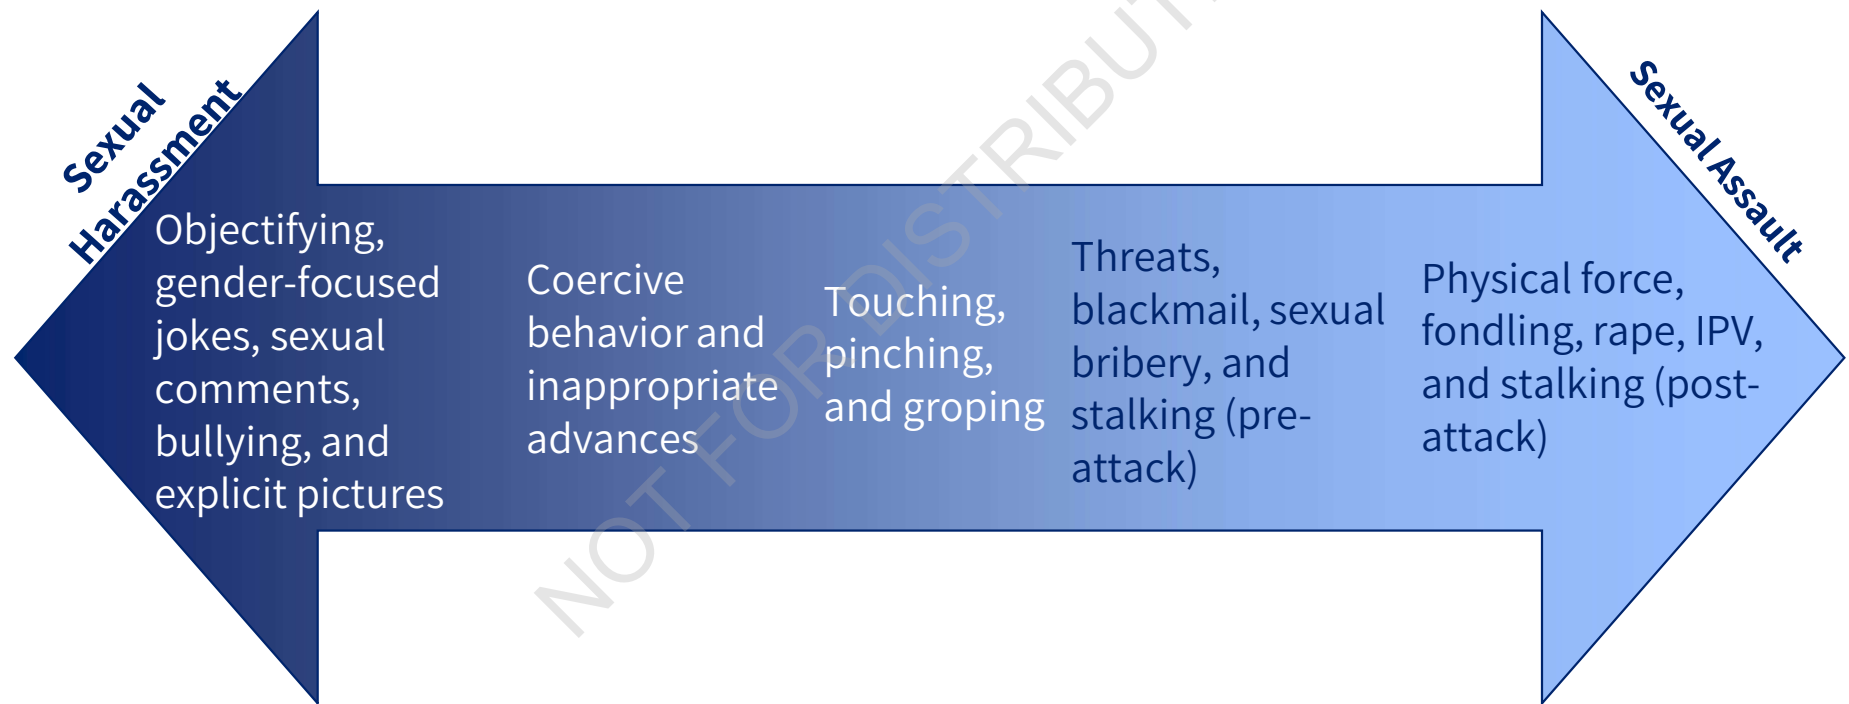 Sexual
Harassment
Objectifying,
gender-focused
jokes, sexual
comments,
bullying, and
explicit pictures
Coercive
behavior and
inappropriate
advances
Touching,
pinching,
and groping
Threats,
blackmail, sexual
bribery, and
stalking (pre-
attack)
Physical force,
fondling, rape, IPV,
and stalking (post-
attack)
Sexual Assault
NOT FOR DISTRIBUT